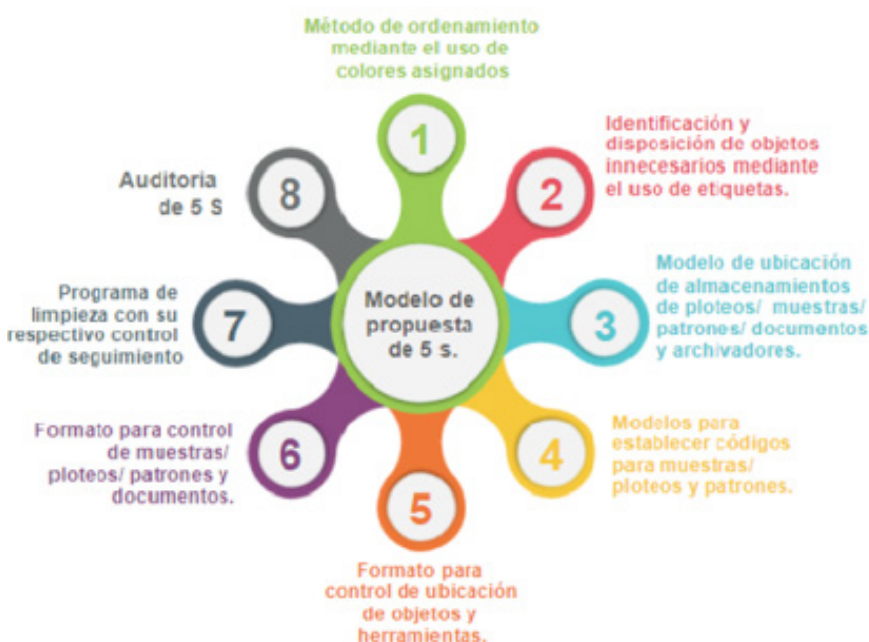 Método de ordenamiento
mediante el uso de
colores asignados
1
Identificación y
disposición de objetos
innecesarios mediante
el uso de etiquetas.
2
Modelo de ubicación
de almacenamientos
de ploteos/ muestras/
patrones/ documentos
y archivadores.
3
Modelos para
establecer códigos
para muestras/
ploteos y patrones.
4
5
Formato para
control de ubicación
de objetos y
herramientas.
6
Formato para control
de muestras/
ploteos/ patrones y
documentos.
7
Programa de
limpieza con su
respectivo control
de seguimiento
8
Auditoria
de 5 S
Modelo de
propuesta
de 5 s.